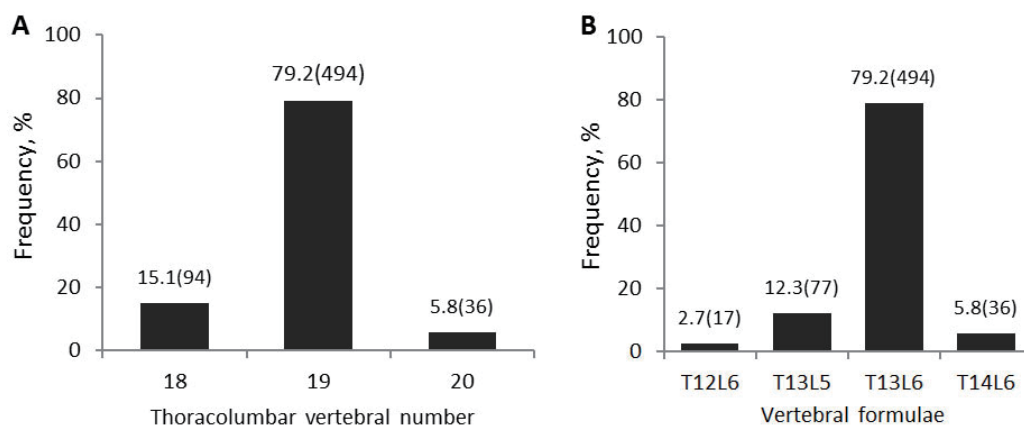 A
Frequency, %
100
80
60
40
20
0
15.1(94)
79.2(494)
5.8(36)
18 19 20
Thoracolumbar vertebral number
B
Frequency, %
100
80
60
40
20
0
2.7(17)
12.3(77)
79.2(494)
5.8(36)
T12L6 T13L5 T13L6 T14L6
Vertebral formulae